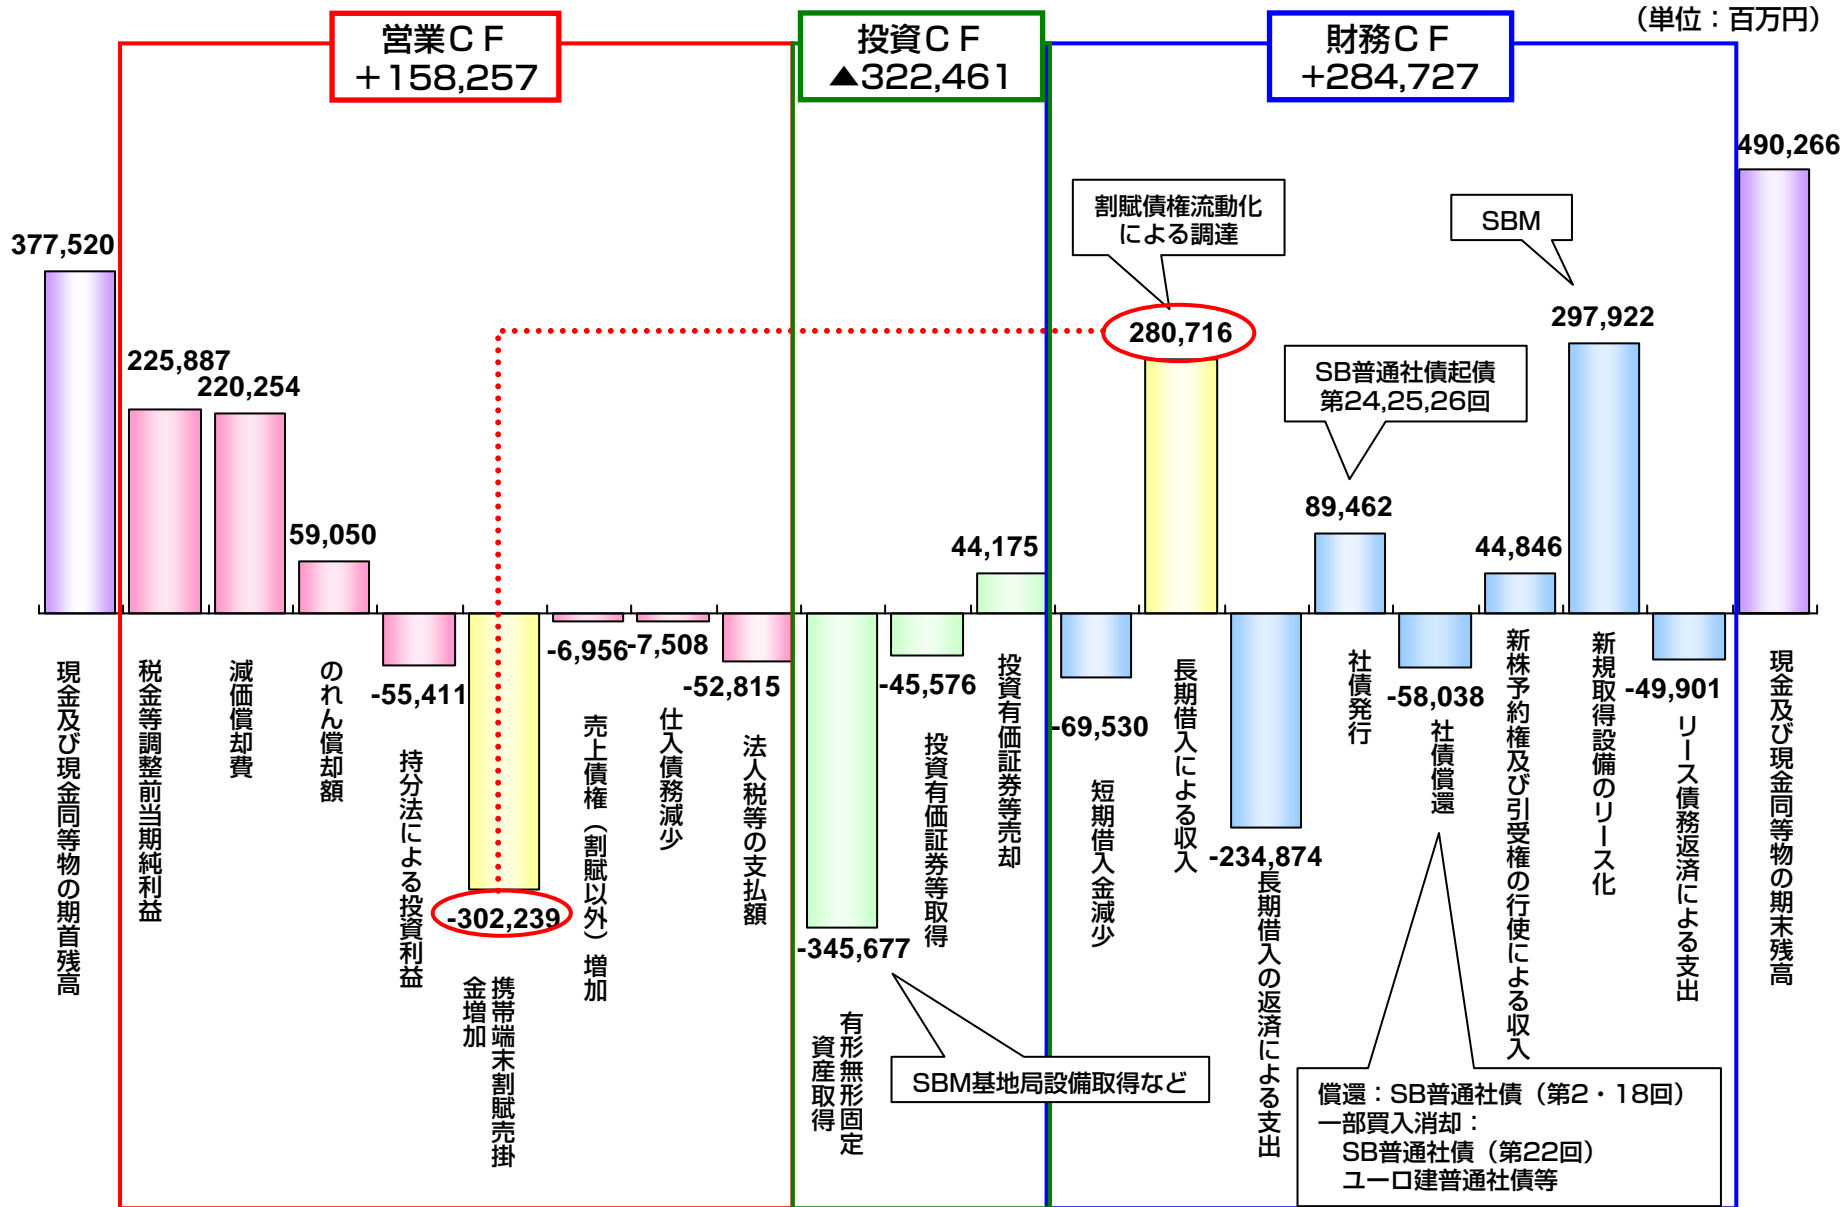 （単位：百万円）
営業ＣＦ
＋158,257
投資ＣＦ
▲322,461
財務ＣＦ
＋284,727
377,520
225,887
220,254
59,050
-55,411
-302,239
-6,956
-7,508
-52,815
-345,677
-45,576
44,175
-69,530
280,716
-234,874
89,462
-58,038
44,846
297,922
-49,901
490,266
割賦債権流動化
による調達
SBM
SB普通社債起債
第24,25,26回
SBM基地局設備取得など
償還：SB普通社債（第2・18回）
一部買入消却：
SB普通社債（第22回）
ユーロ建普通社債等
現金及び現金同等物の期首残高
税金等調整前当期純利益
減価償却費
のれん償却額
持分法による投資利益
携帯端末割賦売掛
金増加
売上債権（割賦以外）増加
仕入債務減少
法人税等の支払額
有形無形固定
資産取得
投資有価証券等取得
投資有価証券等売却
短期借入金減少
長期借入による収入
長期借入の返済による支出
社債発行
社債償還
新株予約権及び引受権の行使による収入
新規取得設備のリース化
リース債務返済による支出
現金及び現金同等物の期末残高